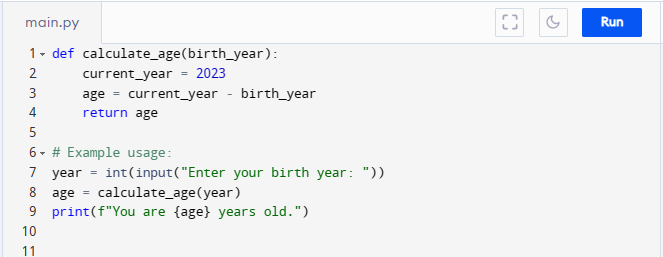 main.py
Run
1 def calculate_age(birth_year):
2     current_year = 2023
3     age = current_year - birth_year
4     return age
5
6 # Example usage:
7 year = int(input("Enter your birth year: "))
8 age = calculate_age(year)
9 print(f"You are {age} years old.")
10
11